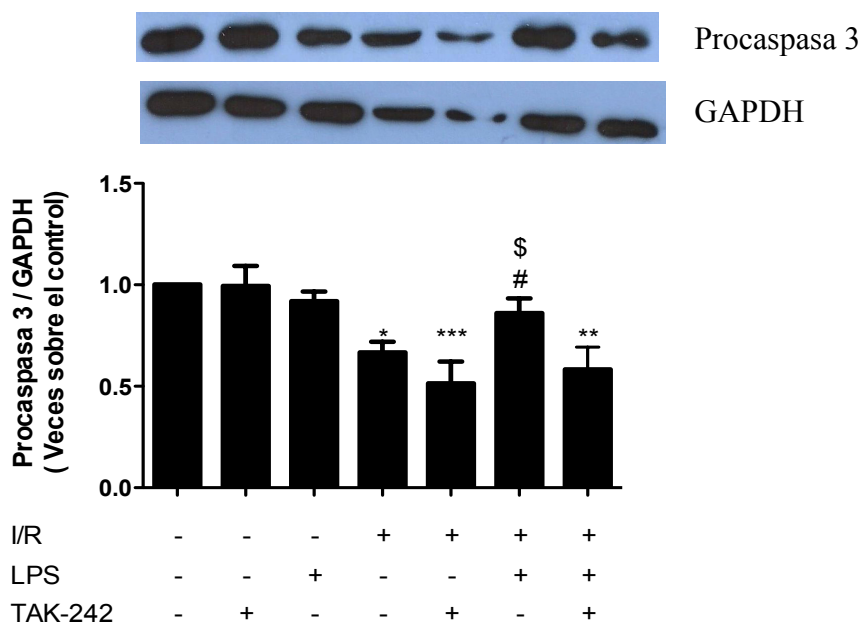 Procaspasa 3
GAPDH
Procaspasa 3 / GAPDH
( Veces sobre el control)
1.5
1.0
0.5
0.0
* *** $ **
#
I/R - - - + + + +
LPS - - + - - + +
TAK-242 - + - - + - +